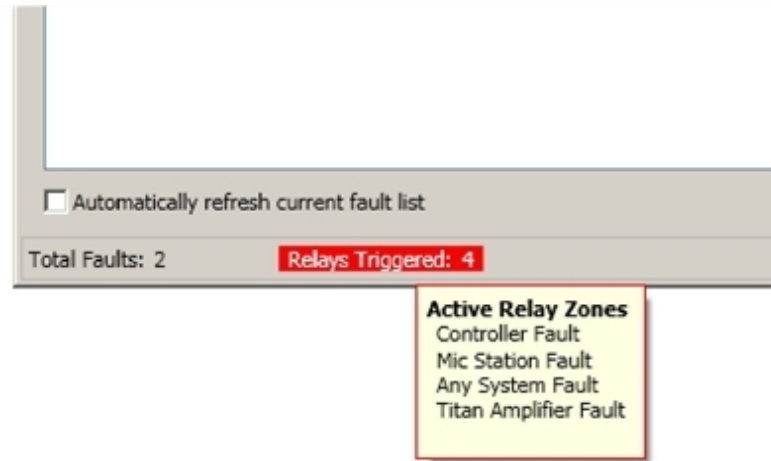 Automatically refresh current fault list
Total Faults: 2 Relays Triggered: 4
Active Relay Zones
Controller Fault
Mic Station Fault
Any System Fault
Titan Amplifier Fault